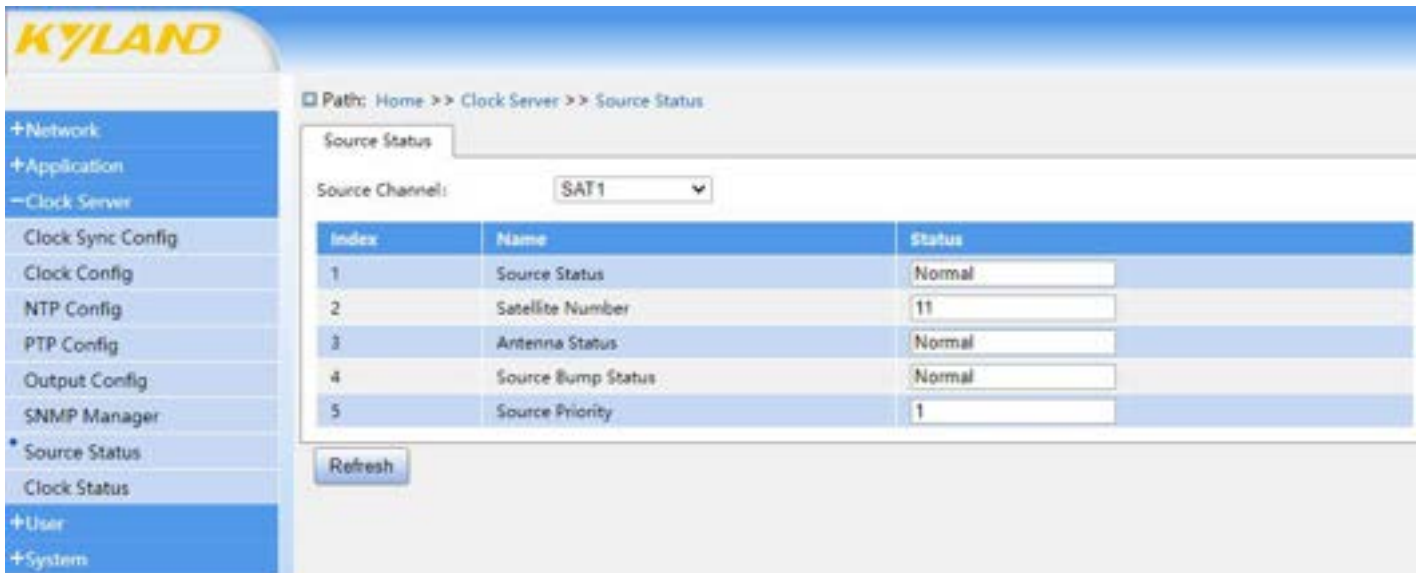 KYLAND
Path: Home >> Clock Server >> Source Status
+Network
+Application
−Clock Server
Clock Sync Config
Clock Config
NTP Config
PTP Config
Output Config
SNMP Manager
Source Status
Clock Status
+User
+System
Source Status
Source Channel: SAT1
Index Name Status
1 Source Status Normal
2 Satellite Number 11
3 Antenna Status Normal
4 Source Bump Status Normal
5 Source Priority 1
Refresh